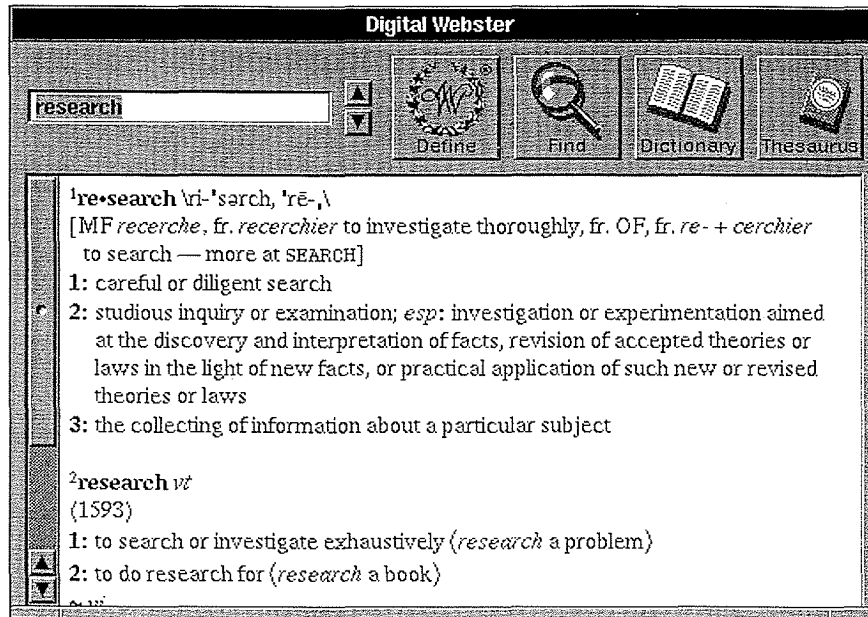 Digital Webster
research
Define
Find
Dictionary
Thesaurus
¹re•search \ri-'sərch, 'rē-ˌ\
[MF recerche, fr. recerchier to investigate thoroughly, fr. OF, fr. re- + cerchier
to search — more at SEARCH]
1: careful or diligent search
2: studious inquiry or examination; esp: investigation or experimentation aimed
at the discovery and interpretation of facts, revision of accepted theories or
laws in the light of new facts, or practical application of such new or revised
theories or laws
3: the collecting of information about a particular subject
²research vt
(1593)
1: to search or investigate exhaustively ⟨research a problem⟩
2: to do research for ⟨research a book⟩